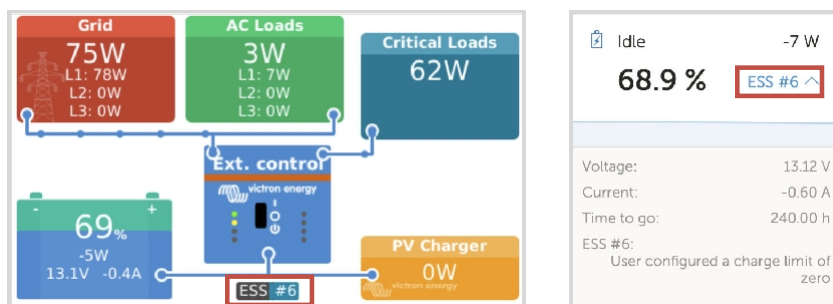 Grid
75W
L1: 78W
L2: 0W
L3: 0W
AC Loads
3W
L1: 7W
L2: 0W
L3: 0W
Critical Loads
62W
Ext. control
victron energy
I
- +
69%
-5W
13.1V -0.4A
ESS #6
PV Charger
0W
victron energy
Idle -7 W
68.9 % ESS #6
Voltage: 13.12 V
Current: -0.60 A
Time to go: 240.00 h
ESS #6:
User configured a charge limit of
zero